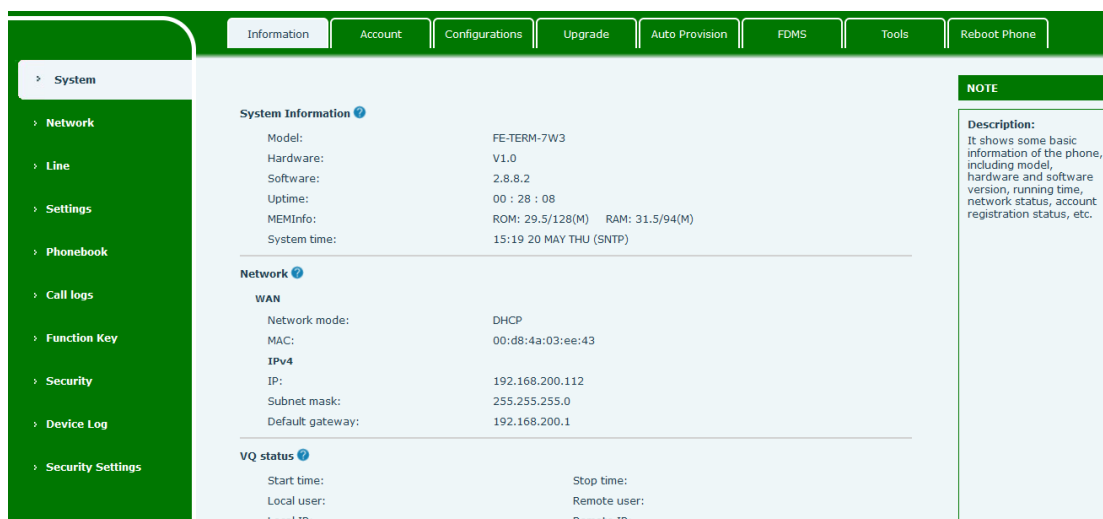 Information Account Configurations Upgrade Auto Provision FDMS Tools Reboot Phone
› System
› Network
› Line
› Settings
› Phonebook
› Call logs
› Function Key
› Security
› Device Log
› Security Settings
System Information ?
Model: FE-TERM-7W3
Hardware: V1.0
Software: 2.8.8.2
Uptime: 00 : 28 : 08
MEMInfo: ROM: 29.5/128(M) RAM: 31.5/94(M)
System time: 15:19 20 MAY THU (SNTP)
Network ?
WAN
Network mode: DHCP
MAC: 00:d8:4a:03:ee:43
IPv4
IP: 192.168.200.112
Subnet mask: 255.255.255.0
Default gateway: 192.168.200.1
VQ status ?
Start time: Stop time:
Local user: Remote user:
NOTE
Description:
It shows some basic
information of the phone,
including model,
hardware and software
version, running time,
network status, account
registration status, etc.